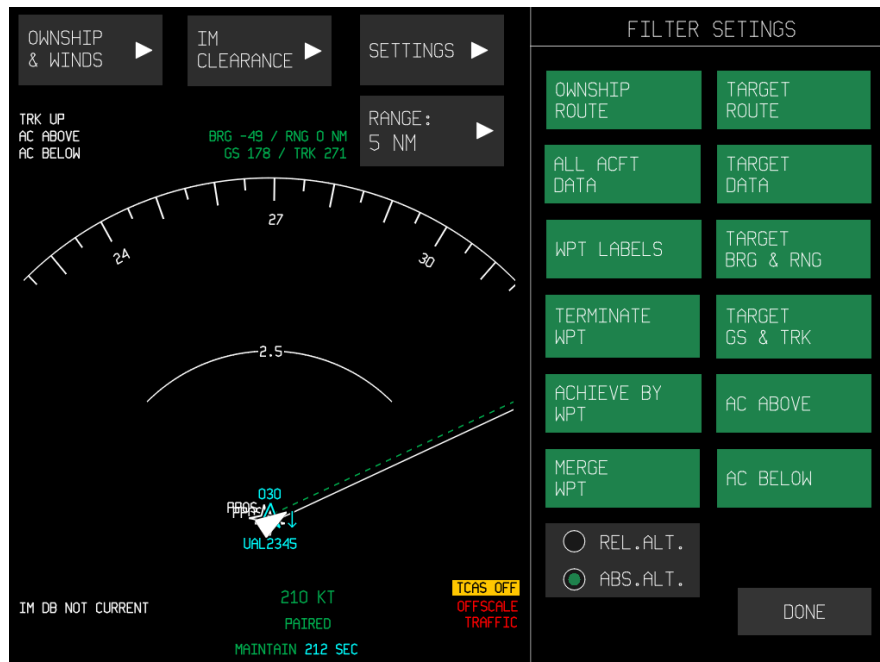 OWNSHIP
& WINDS
IM
CLEARANCE
SETTINGS
TRK UP
AC ABOVE
AC BELOW
BRG -49 / RNG 0 NM
GS 178 / TRK 271
RANGE:
5 NM
24
27
30
2.5
030
UAL2345
IM DB NOT CURRENT
210 KT
PAIRED
MAINTAIN 212 SEC
TCAS OFF
OFFSCALE
TRAFFIC
FILTER SETINGS
OWNSHIP
ROUTE
TARGET
ROUTE
ALL ACFT
DATA
TARGET
DATA
WPT LABELS
TARGET
BRG & RNG
TERMINATE
WPT
TARGET
GS & TRK
ACHIEVE BY
WPT
AC ABOVE
MERGE
WPT
AC BELOW
REL.ALT.
ABS.ALT.
DONE